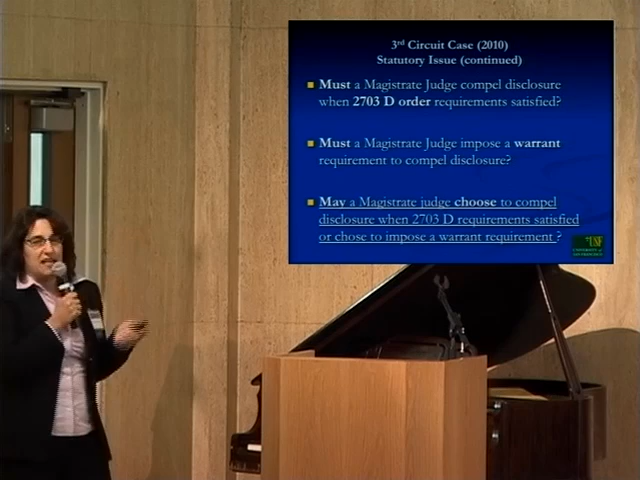 3rd Circuit Case (2010)
Statutory Issue (continued)
Must a Magistrate Judge compel disclosure
when 2703 D order requirements satisfied?
Must a Magistrate Judge impose a warrant
requirement to compel disclosure?
May a Magistrate judge choose to compel
disclosure when 2703 D requirements satisfied
or chose to impose a warrant requirement ?
USF